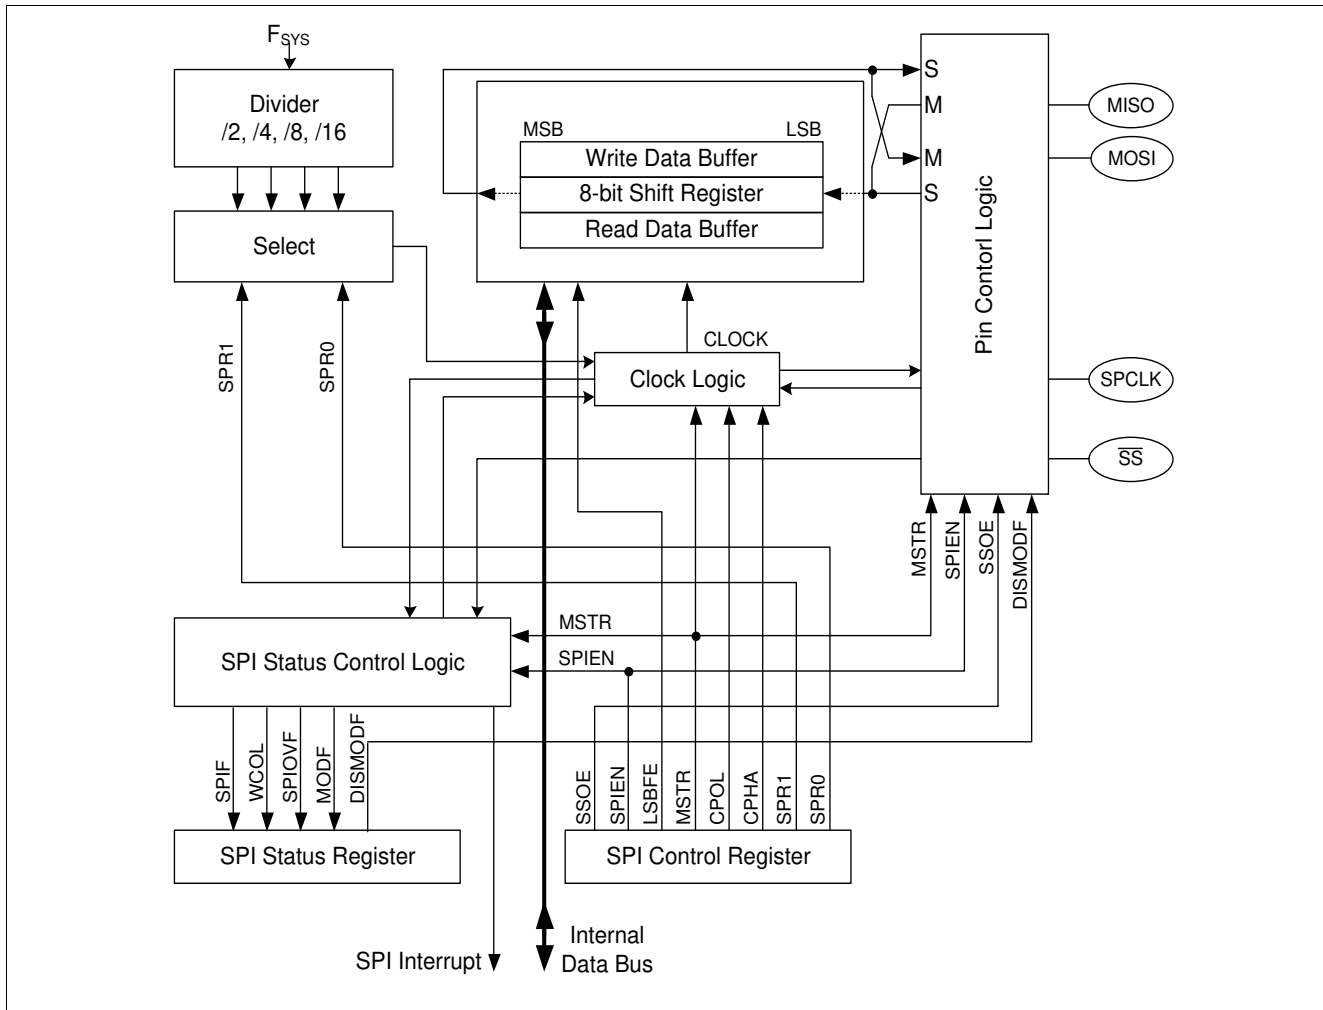 FSYS
Divider
/2, /4, /8, /16
Select
MSB
LSB
Write Data Buffer
8-bit Shift Register
Read Data Buffer
S
M
M
S
Pin Contorl Logic
MISO
MOSI
SPCLK
SS
CLOCK
Clock Logic
SPR1
SPR0
MSTR
SPIEN
SSOE
DISMODF
SPI Status Control Logic
MSTR
SPIEN
SPIF
WCOL
SPIOVF
MODF
DISMODF
SSOE
SPIEN
LSBFE
MSTR
CPOL
CPHA
SPR1
SPR0
SPI Status Register
SPI Control Register
SPI Interrupt
Internal
Data Bus